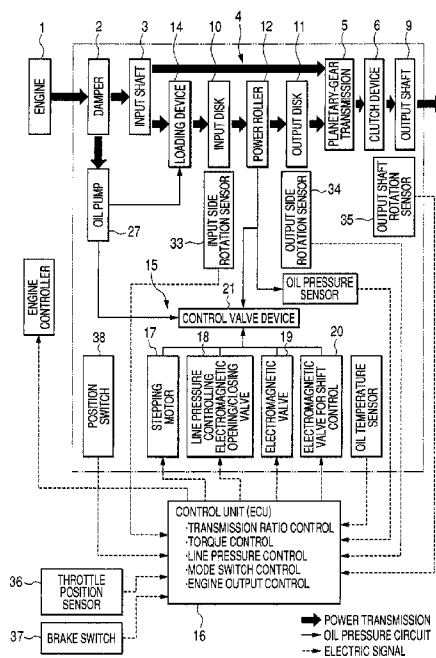 1
2
3
14
4
10
12
11
5
6
9
ENGINE
DAMPER
INPUT SHAFT
LOADING DEVICE
INPUT DISK
POWER ROLLER
OUTPUT DISK
PLANETARY-GEAR
TRANSMISSION
CLUTCH DEVICE
OUTPUT SHAFT
OIL PUMP
27
INPUT SIDE
ROTATION SENSOR
33
OUTPUT SIDE
ROTATION SENSOR
34
OUTPUT SHAFT
ROTATION
SENSOR
35
ENGINE
CONTROLLER
OIL PRESSURE
SENSOR
15
21
CONTROL VALVE DEVICE
38
17
18
19
20
POSITION
SWITCH
STEPPING
MOTOR
LINE PRESSURE
CONTROLLING
ELECTROMAGNETIC
OPENING/CLOSING
VALVE
ELECTROMAGNETIC
VALVE
ELECTROMAGNETIC
VALVE FOR SHIFT
CONTROL
OIL TEMPERATURE
SENSOR
CONTROL UNIT (ECU)
·TRANSMISSION RATIO CONTROL
·TORQUE CONTROL
·LINE PRESSURE CONTROL
·MODE SWITCH CONTROL
·ENGINE OUTPUT CONTROL
36
THROTTLE
POSITION
SENSOR
37
BRAKE SWITCH
16
POWER TRANSMISSION
OIL PRESSURE CIRCUIT
ELECTRIC SIGNAL